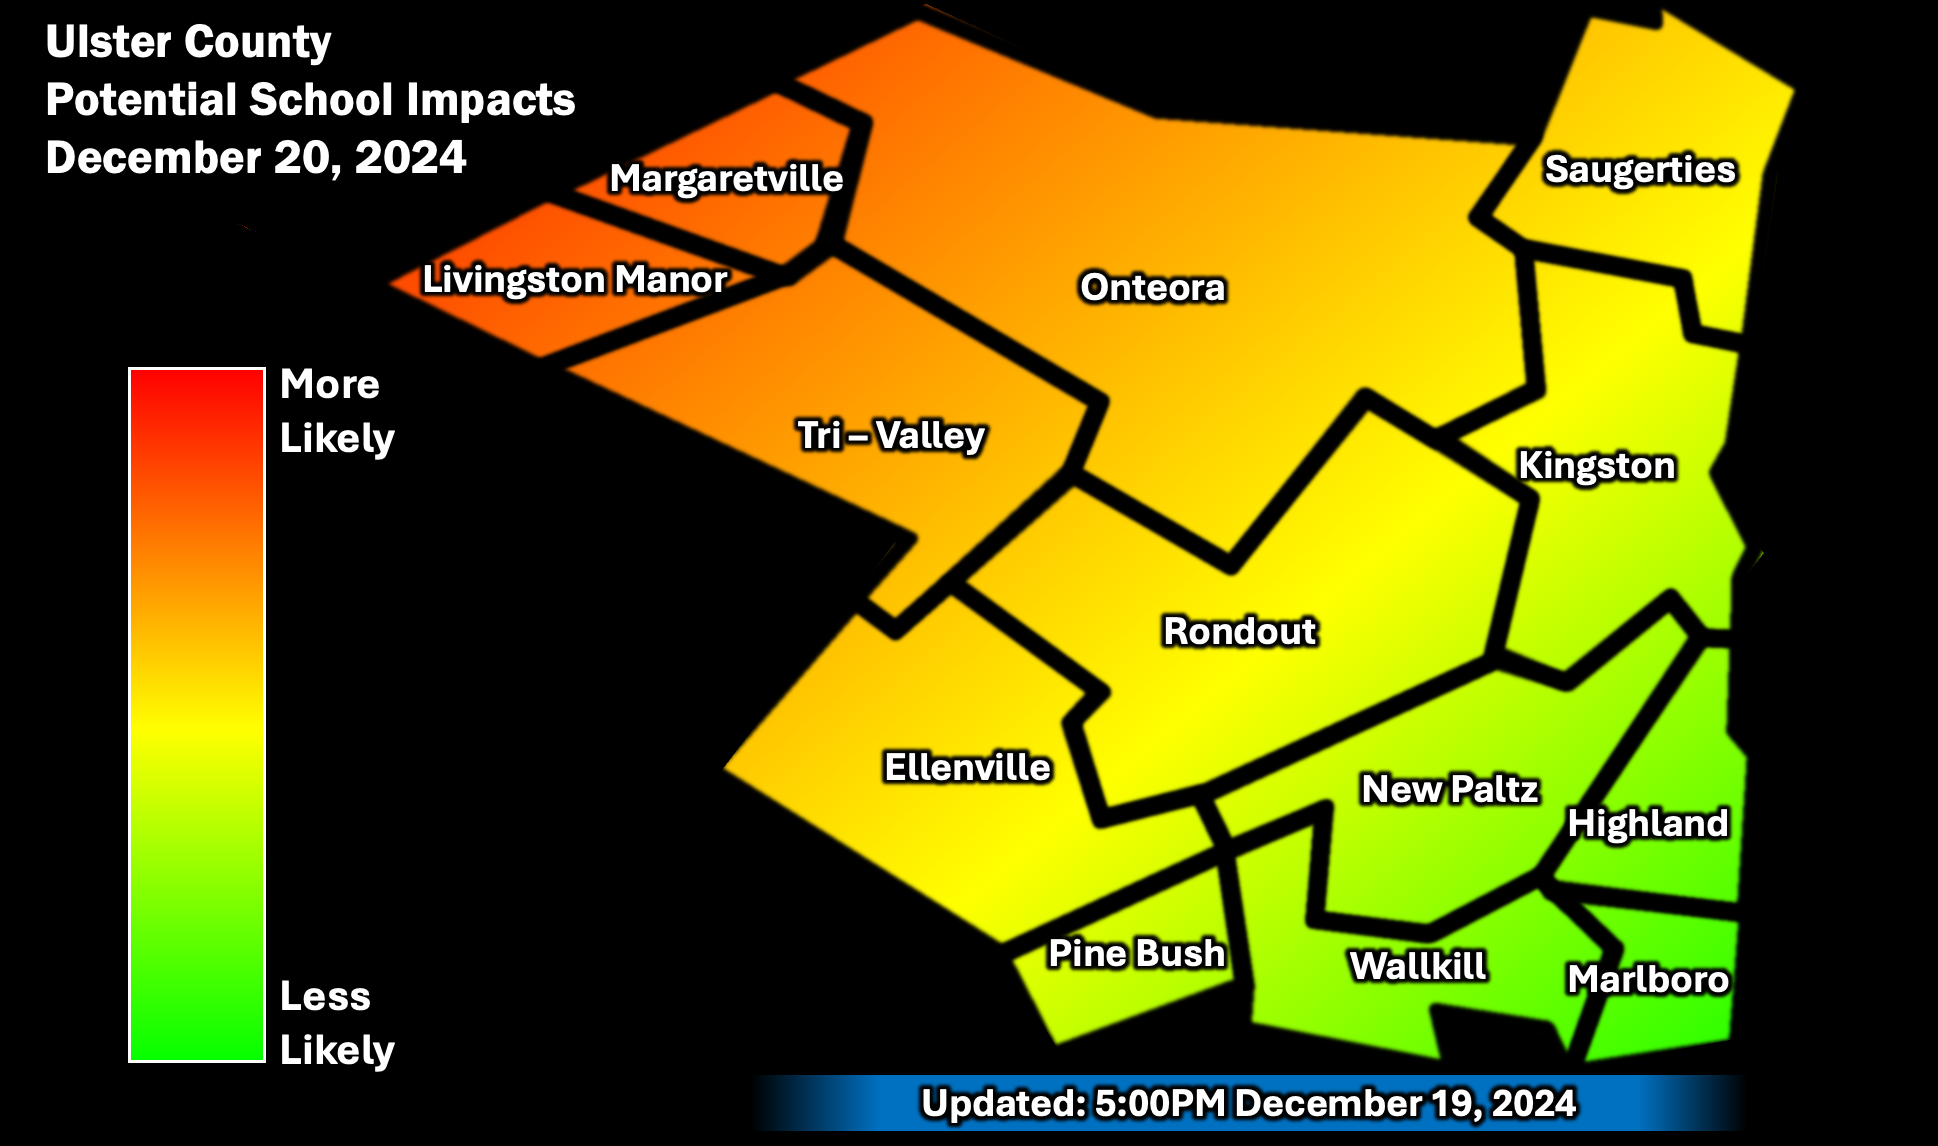 Ulster County
Potential School Impacts
December 20, 2024
Saugerties
Margaretville
Livingston Manor
Onteora
More
Likely
Tri – Valley
Kingston
Rondout
Ellenville
New Paltz
Highland
Pine Bush
Wallkill
Marlboro
Less
Likely
Updated: 5:00PM December 19, 2024